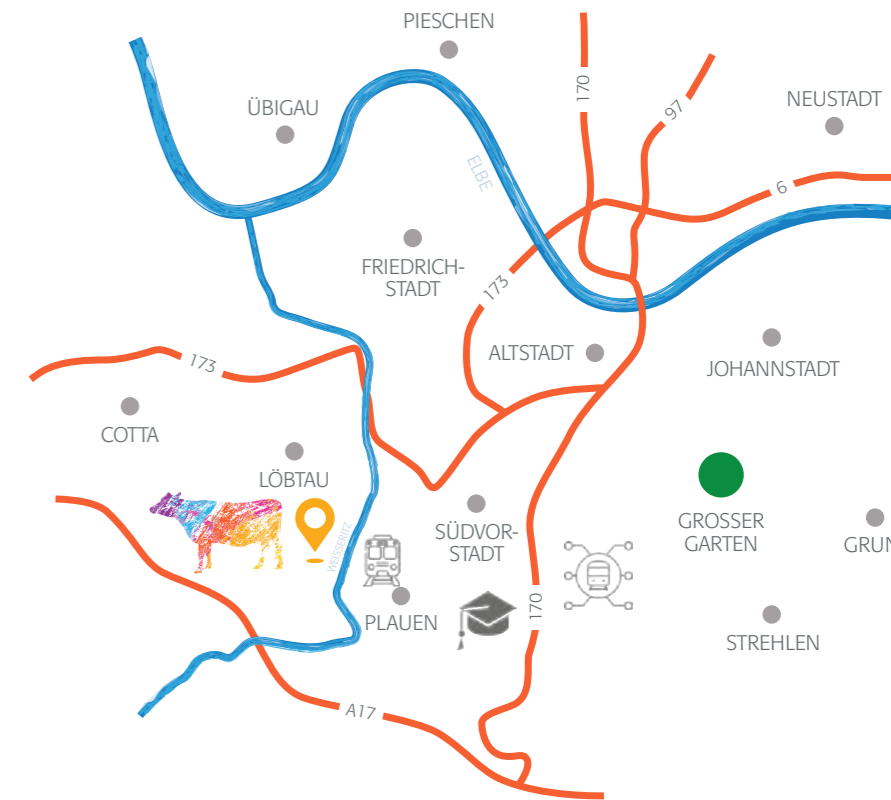 PIESCHEN
170
97
NEUSTADT
ÜBIGAU
ELBE
6
FRIEDRICH-
STADT
173
ALTSTADT
173
JOHANNSTADT
COTTA
LÖBTAU
WEISSERITZ
SÜDVOR-
STADT
GROSSER
GARTEN
GRUN
PLAUEN
170
STREHLEN
A17